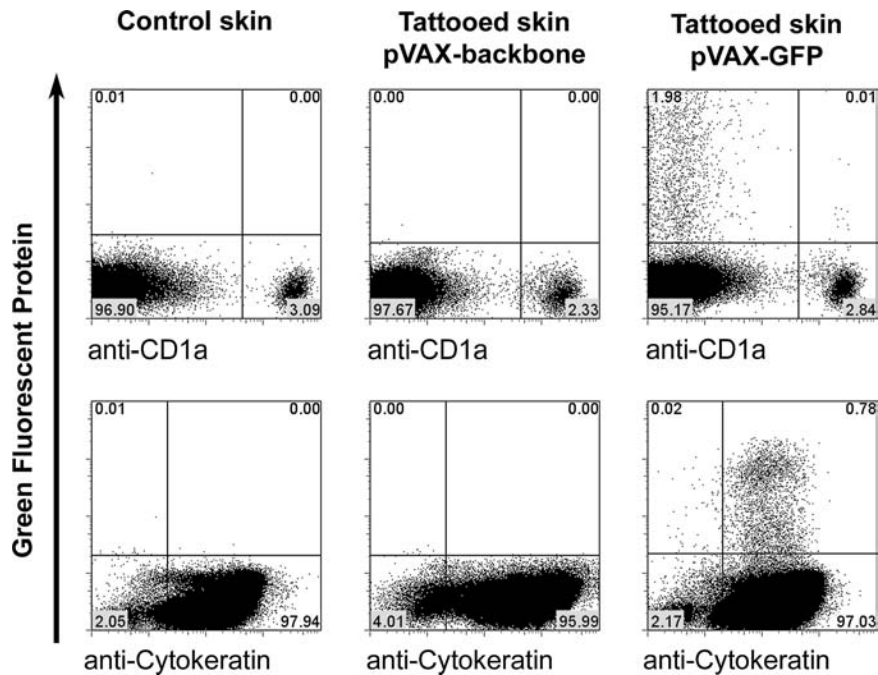 Control skin
Tattooed skin
pVAX-backbone
Tattooed skin
pVAX-GFP
Green Fluorescent Protein
0.01 0.00
96.90 3.09
anti-CD1a
0.00 0.00
97.67 2.33
anti-CD1a
1.98 0.01
95.17 2.84
anti-CD1a
0.01 0.00
2.05 97.94
anti-Cytokeratin
0.00 0.00
4.01 95.99
anti-Cytokeratin
0.02 0.78
2.17 97.03
anti-Cytokeratin